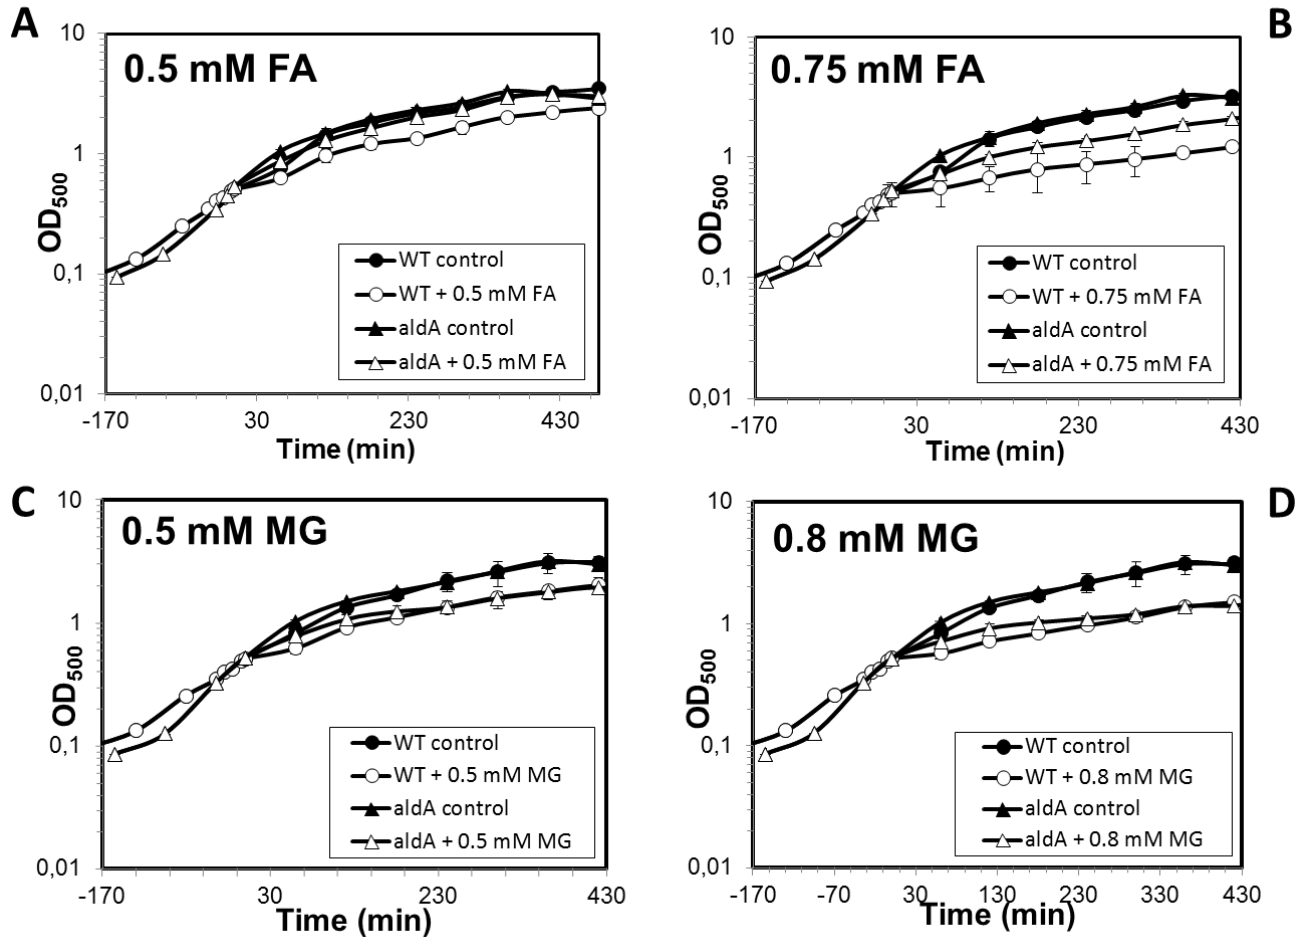 A
0.5 mM FA
10
1
0,1
0,01
OD500
WT control
WT + 0.5 mM FA
aldA control
aldA + 0.5 mM FA
-170 30 230 430
Time (min)
B
0.75 mM FA
10
1
0,1
0,01
OD500
WT control
WT + 0.75 mM FA
aldA control
aldA + 0.75 mM FA
-170 30 230 430
Time (min)
C
0.5 mM MG
10
1
0,1
0,01
OD500
WT control
WT + 0.5 mM MG
aldA control
aldA + 0.5 mM MG
-170 30 230 430
Time (min)
D
0.8 mM MG
10
1
0,1
0,01
OD500
WT control
WT + 0.8 mM MG
aldA control
aldA + 0.8 mM MG
-170 -70 30 130 230 330 430
Time (min)